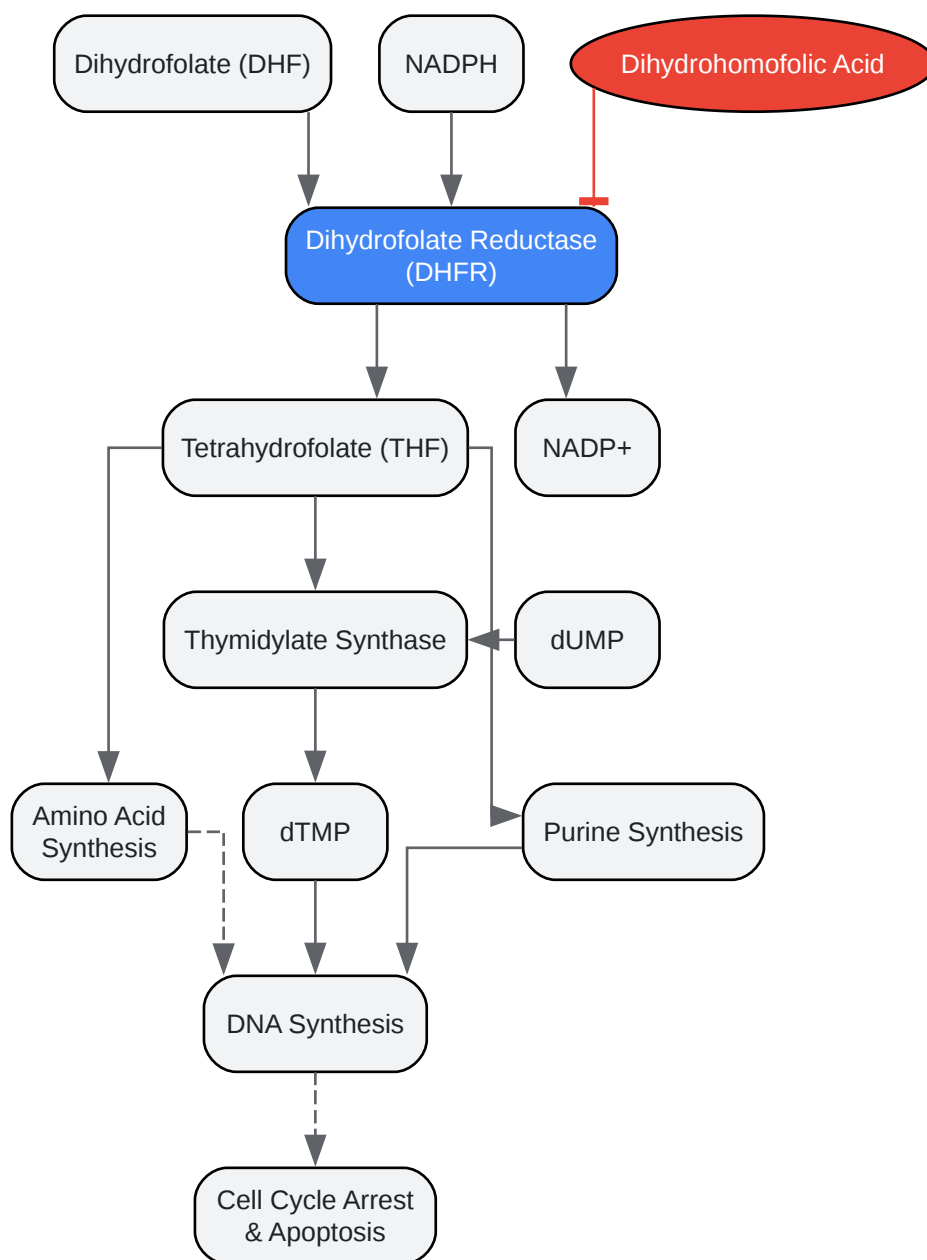 Dihydrofolate (DHF)
NADPH
Dihydrohomofolic Acid
Dihydrofolate Reductase
(DHFR)
Tetrahydrofolate (THF)
NADP+
Thymidylate Synthase
dUMP
Amino Acid
Synthesis
dTMP
Purine Synthesis
DNA Synthesis
Cell Cycle Arrest
& Apoptosis